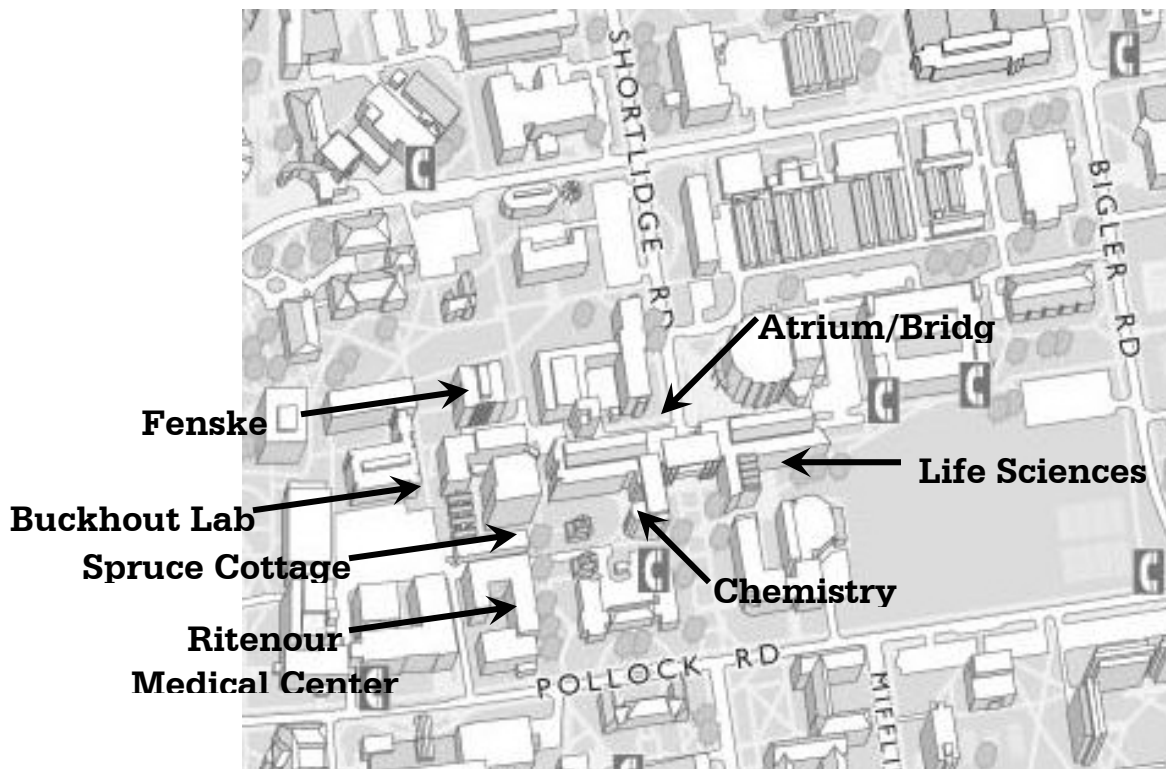 SHORTLIDGE RD
BIGLER RD
Atrium/Bridg
Fenske
Life Sciences
Buckhout Lab
Spruce Cottage
Chemistry
Ritenour
Medical Center
POLLOCK RD
MIFFLI